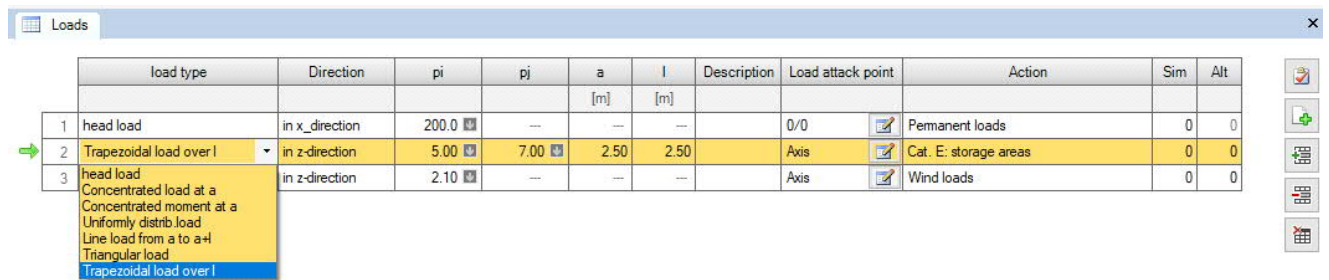 Loads
load type Direction pi pj a l Description Load attack point Action Sim Alt
[m] [m]
1 head load in x_direction 200.0 --- --- --- 0/0 Permanent loads 0 0
2 Trapezoidal load over l in z-direction 5.00 7.00 2.50 2.50 Axis Cat. E: storage areas 0 0
3 in z-direction 2.10 --- --- --- Axis Wind loads 0 0
head load
Concentrated load at a
Concentrated moment at a
Uniformly distrib.load
Line load from a to a+l
Triangular load
Trapezoidal load over l